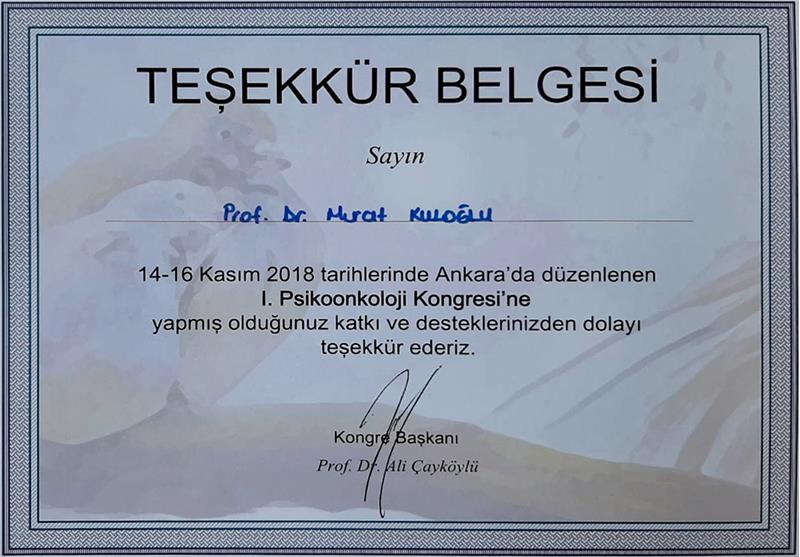 TEŞEKKÜR BELGESİ
Sayın
Prof. Dr. Murat KULOĞLU
14-16 Kasım 2018 tarihlerinde Ankara'da düzenlenen
I. Psikoonkoloji Kongresi'ne
yapmış olduğunuz katkı ve desteklerinizden dolayı
teşekkür ederiz.
Kongre Başkanı
Prof. Dr. Ali Çayköylü